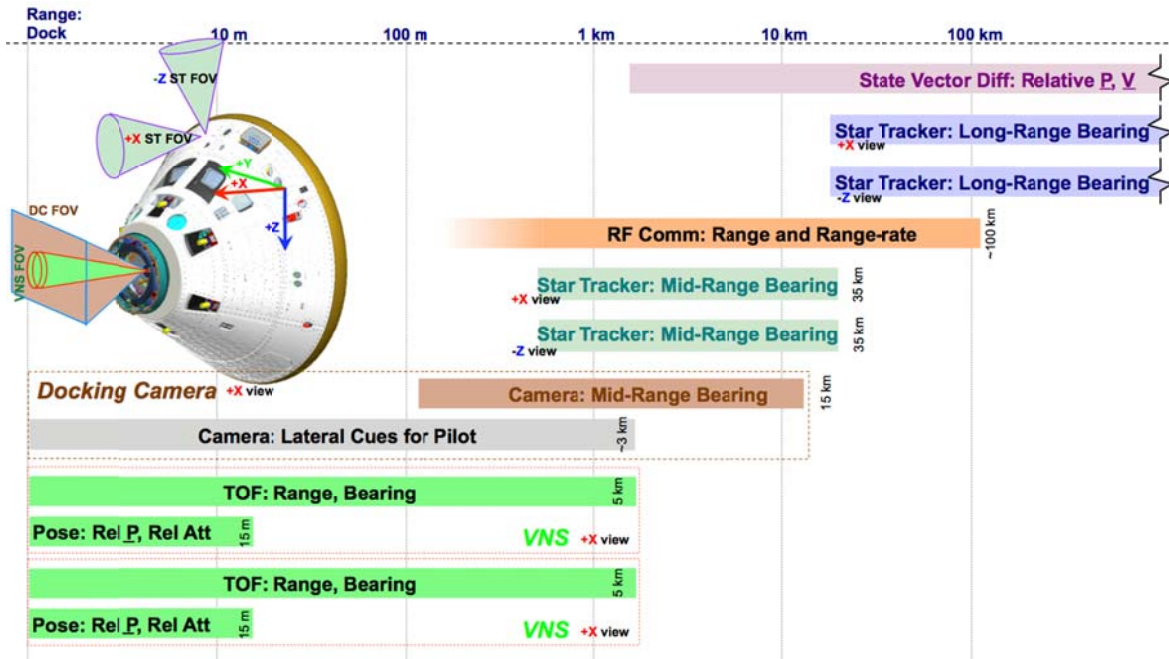 Range:
Dock 10 m 100 m 1 km 10 km 100 km
-Z ST FOV
State Vector Diff: Relative P, V
+X ST FOV
Star Tracker: Long-Range Bearing
+X view
+Y
+X
Star Tracker: Long-Range Bearing
-Z view
DC FOV
+Z
RF Comm: Range and Range-rate
~100 km
VNS FOV
Star Tracker: Mid-Range Bearing
+X view
35 km
Star Tracker: Mid-Range Bearing
-Z view
35 km
Docking Camera +X view
Camera: Mid-Range Bearing
15 km
Camera: Lateral Cues for Pilot
~3 km
TOF: Range, Bearing
5 km
Pose: Rel P, Rel Att
15 m
VNS +X view
TOF: Range, Bearing
5 km
Pose: Rel P, Rel Att
15 m
VNS +X view